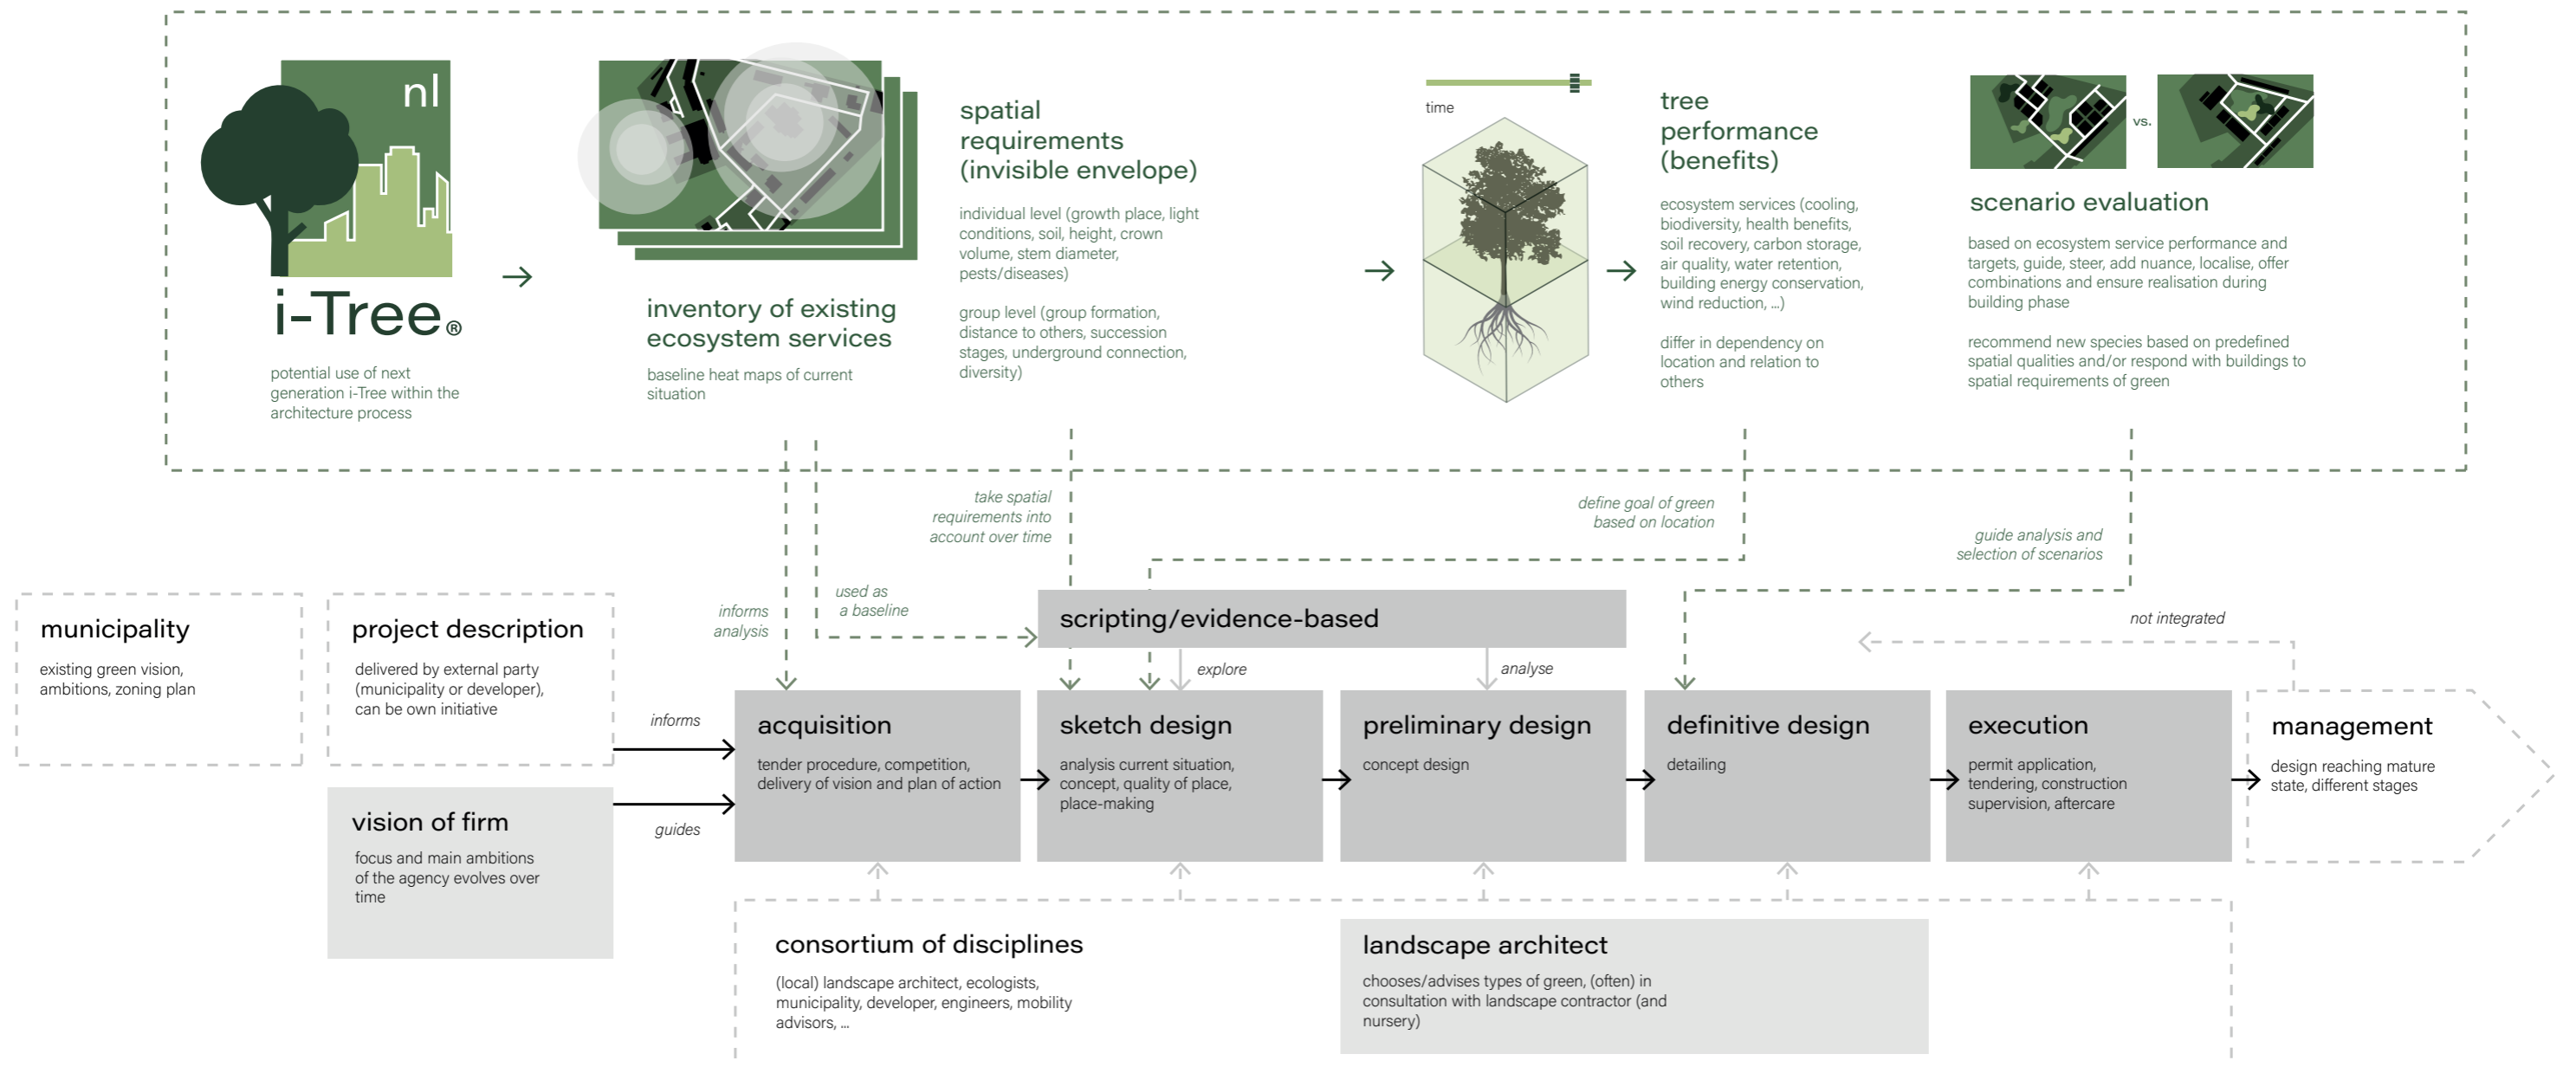 nl
i-Tree®
potential use of next
generation i-Tree within the
architecture process
inventory of existing
ecosystem services
baseline heat maps of current
situation
spatial
requirements
(invisible envelope)
individual level (growth place, light
conditions, soil, height, crown
volume, stem diameter,
pests/diseases)
group level (group formation,
distance to others, succession
stages, underground connection,
diversity)
time
tree
performance
(benefits)
ecosystem services (cooling,
biodiversity, health benefits,
soil recovery, carbon storage,
air quality, water retention,
building energy conservation,
wind reduction, ...)
differ in dependency on
location and relation to
others
vs.
scenario evaluation
based on ecosystem service performance and
targets, guide, steer, add nuance, localise, offer
combinations and ensure realisation during
building phase
recommend new species based on predefined
spatial qualities and/or respond with buildings to
spatial requirements of green
take spatial
requirements into
account over time
define goal of green
based on location
guide analysis and
selection of scenarios
informs
analysis
used as
a baseline
scripting/evidence-based
explore
analyse
not integrated
municipality
existing green vision,
ambitions, zoning plan
project description
delivered by external party
(municipality or developer),
can be own initiative
informs
guides
vision of firm
focus and main ambitions
of the agency evolves over
time
acquisition
tender procedure, competition,
delivery of vision and plan of action
sketch design
analysis current situation,
concept, quality of place,
place-making
preliminary design
concept design
definitive design
detailing
execution
permit application,
tendering, construction
supervision, aftercare
management
design reaching mature
state, different stages
consortium of disciplines
(local) landscape architect, ecologists,
municipality, developer, engineers, mobility
advisors, ...
landscape architect
chooses/advises types of green, (often) in
consultation with landscape contractor (and
nursery)